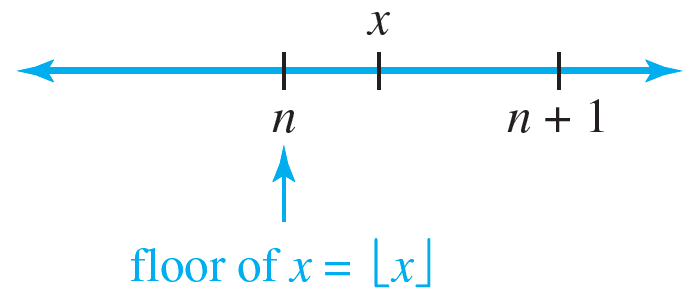 x
n n + 1
floor of x = ⌊x⌋